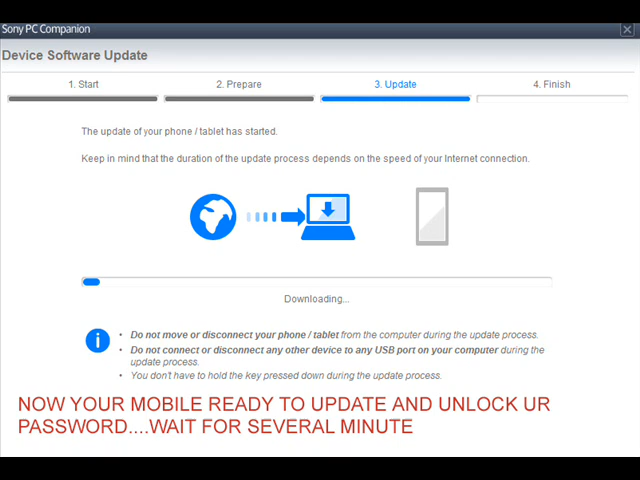 Sony PC Companion
Device Software Update
1. Start
2. Prepare
3. Update
4. Finish
The update of your phone / tablet has started.
Keep in mind that the duration of the update process depends on the speed of your Internet connection.
Downloading...
• Do not move or disconnect your phone / tablet from the computer during the update process.
• Do not connect or disconnect any other device to any USB port on your computer during the
update process.
• You don't have to hold the key pressed down during the update process.
NOW YOUR MOBILE READY TO UPDATE AND UNLOCK UR
PASSWORD....WAIT FOR SEVERAL MINUTE